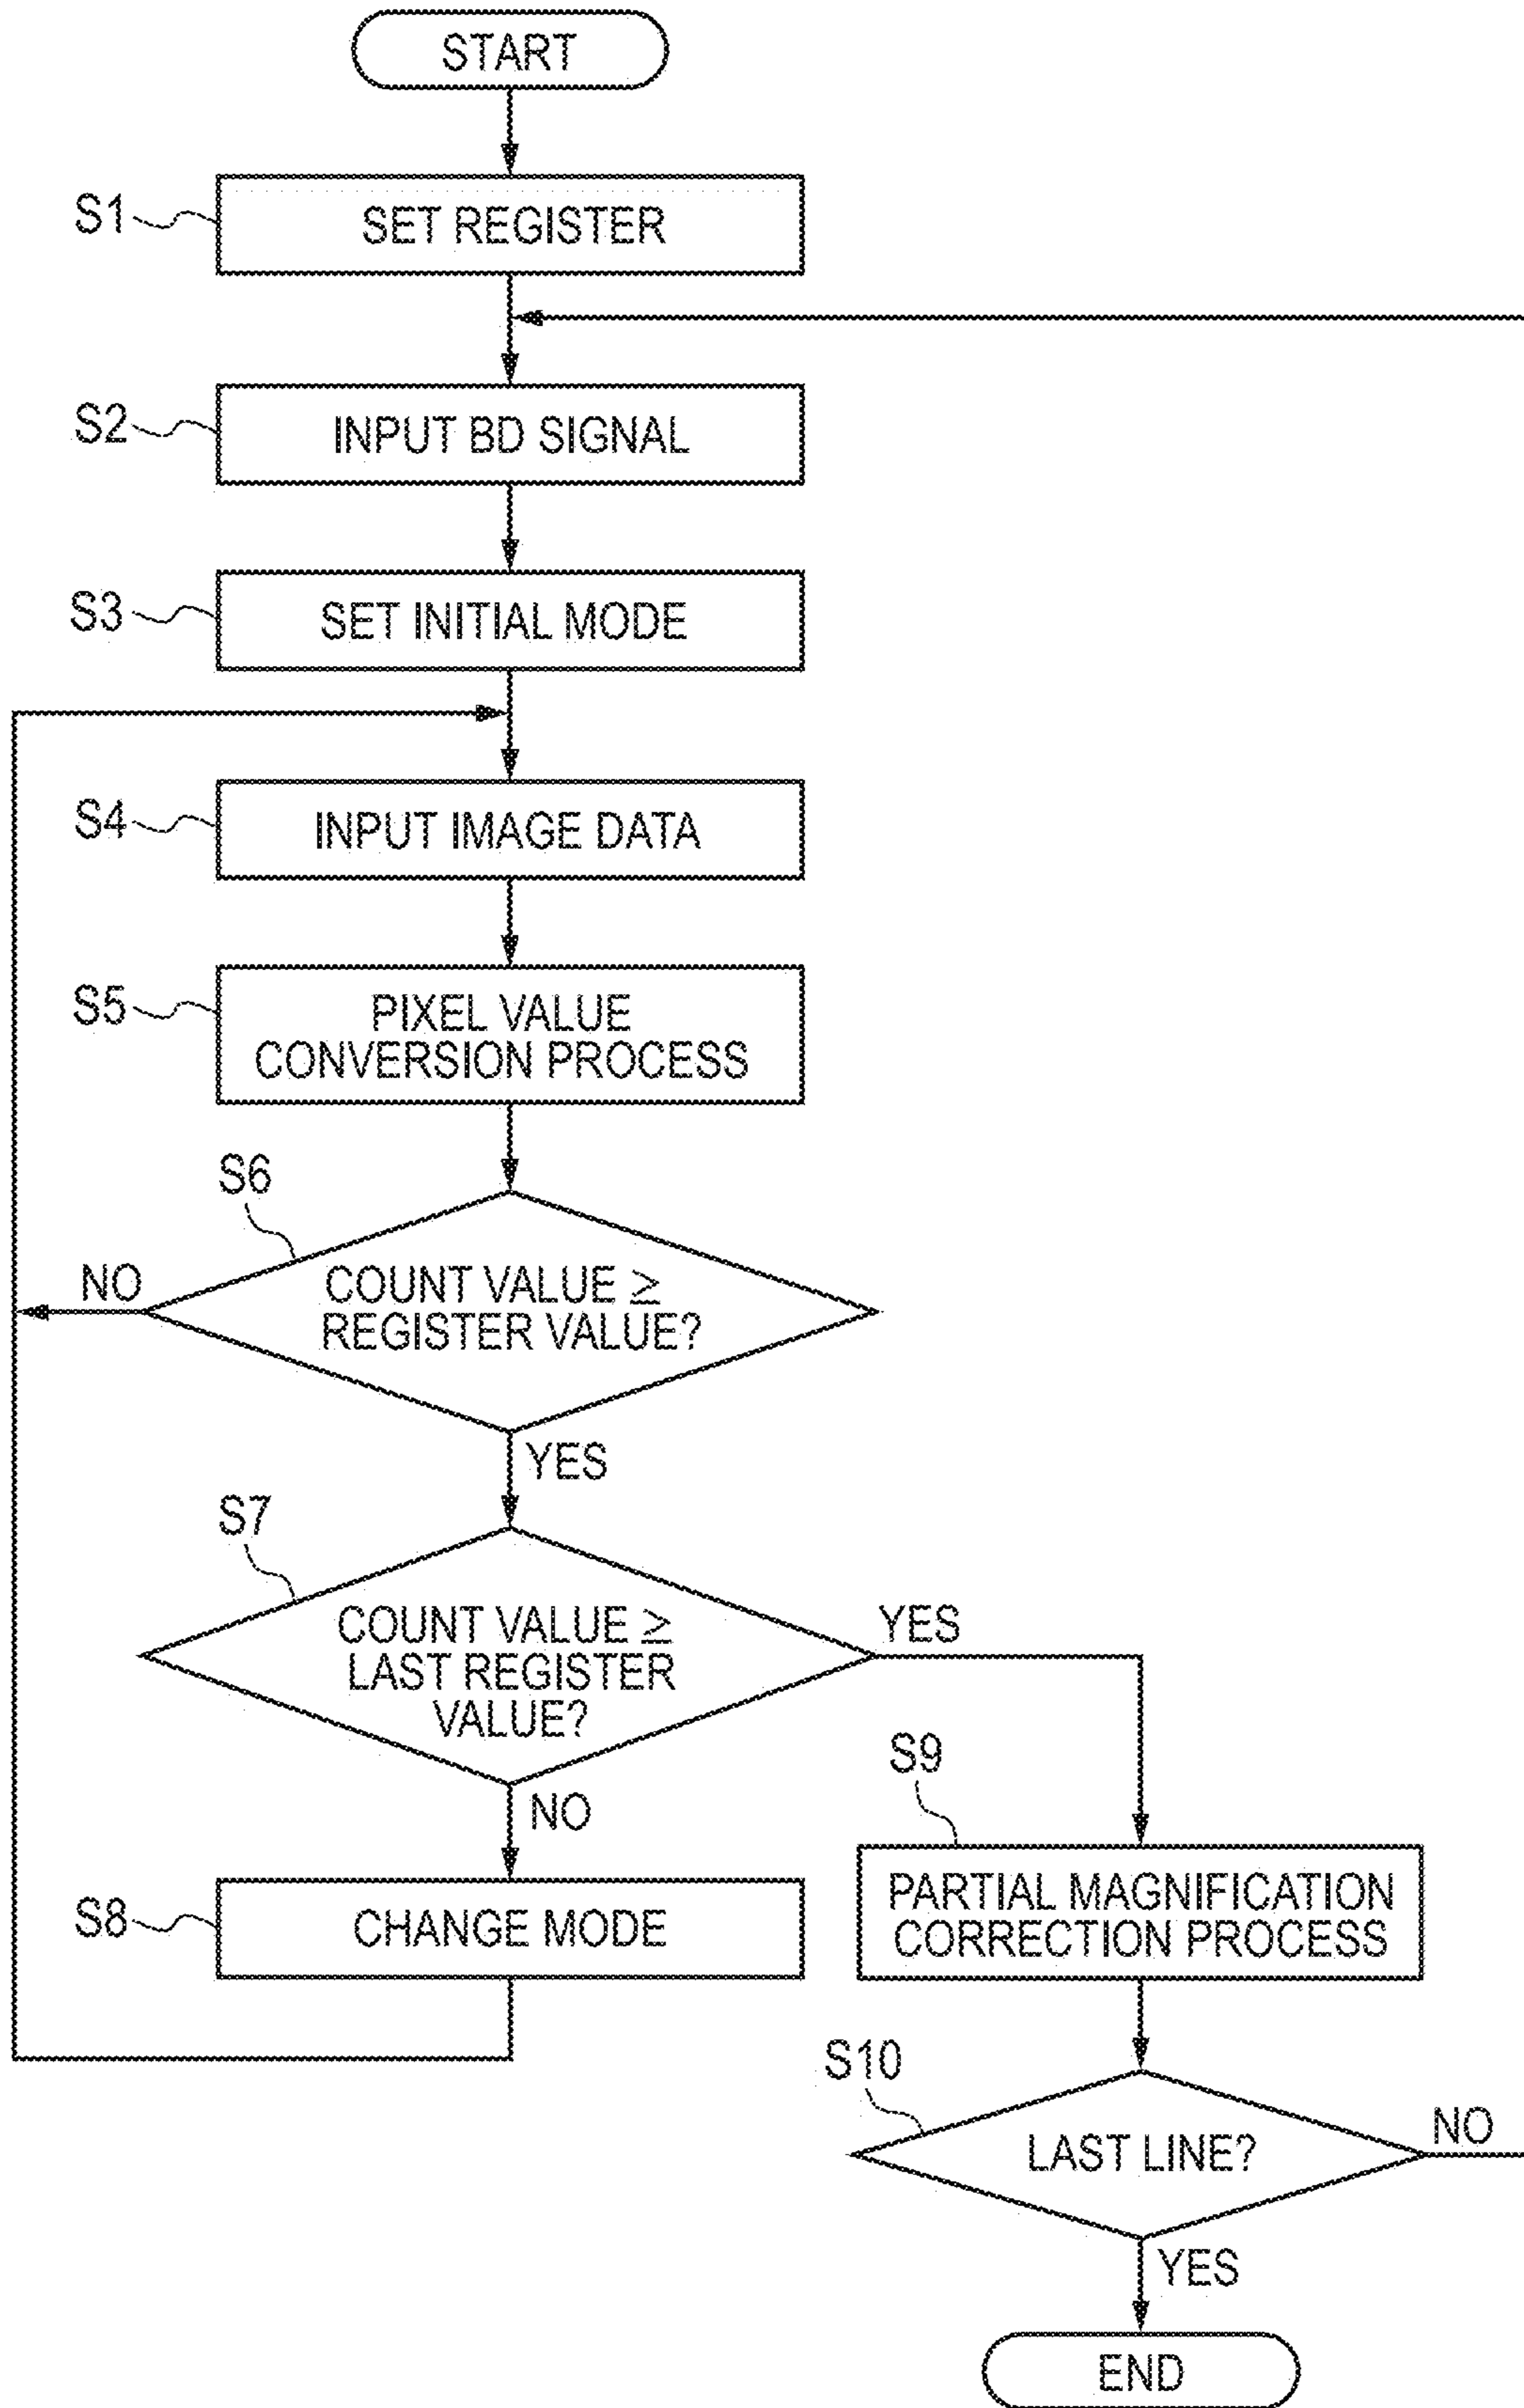 START
S1
SET REGISTER
S2
INPUT BD SIGNAL
S3
SET INITIAL MODE
S4
INPUT IMAGE DATA
S5
PIXEL VALUE
CONVERSION PROCESS
S6
NO
COUNT VALUE ≥
REGISTER VALUE?
YES
S7
COUNT VALUE ≥
LAST REGISTER
VALUE?
YES
NO
S8
CHANGE MODE
S9
PARTIAL MAGNIFICATION
CORRECTION PROCESS
S10
LAST LINE?
NO
YES
END